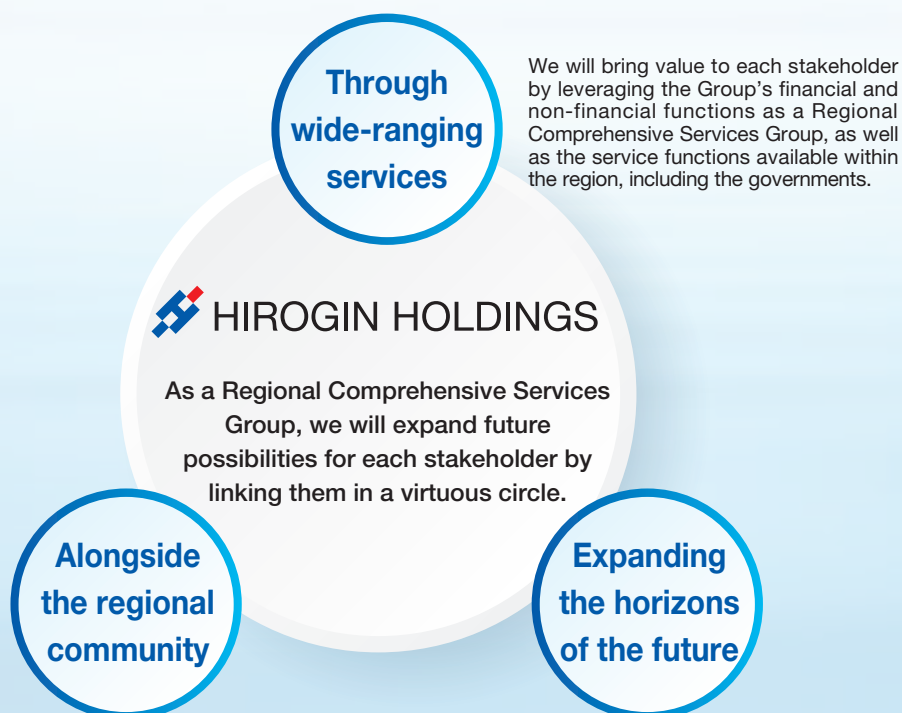 Through
wide-ranging
services
We will bring value to each stakeholder
by leveraging the Group’s financial and
non-financial functions as a Regional
Comprehensive Services Group, as well
as the service functions available within
the region, including the governments.
HIROGIN HOLDINGS
As a Regional Comprehensive Services
Group, we will expand future
possibilities for each stakeholder by
linking them in a virtuous circle.
Alongside
the regional
community
Expanding
the horizons
of the future